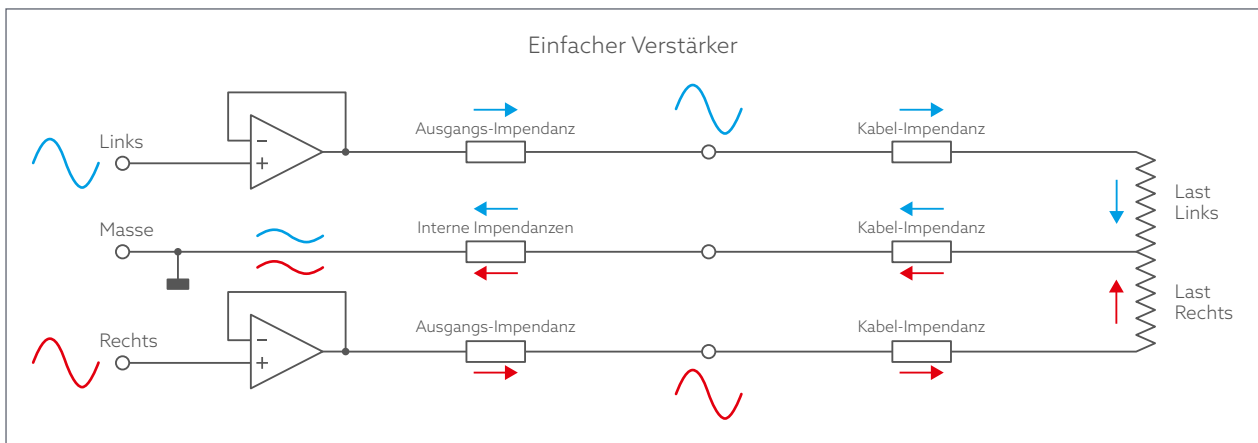 Einfacher Verstärker
Links
Ausgangs-Impendanz
Kabel-Impendanz
−
+
Last
Links
Masse
Interne Impendanzen
Kabel-Impendanz
Last
Rechts
Rechts
Ausgangs-Impendanz
Kabel-Impendanz
−
+